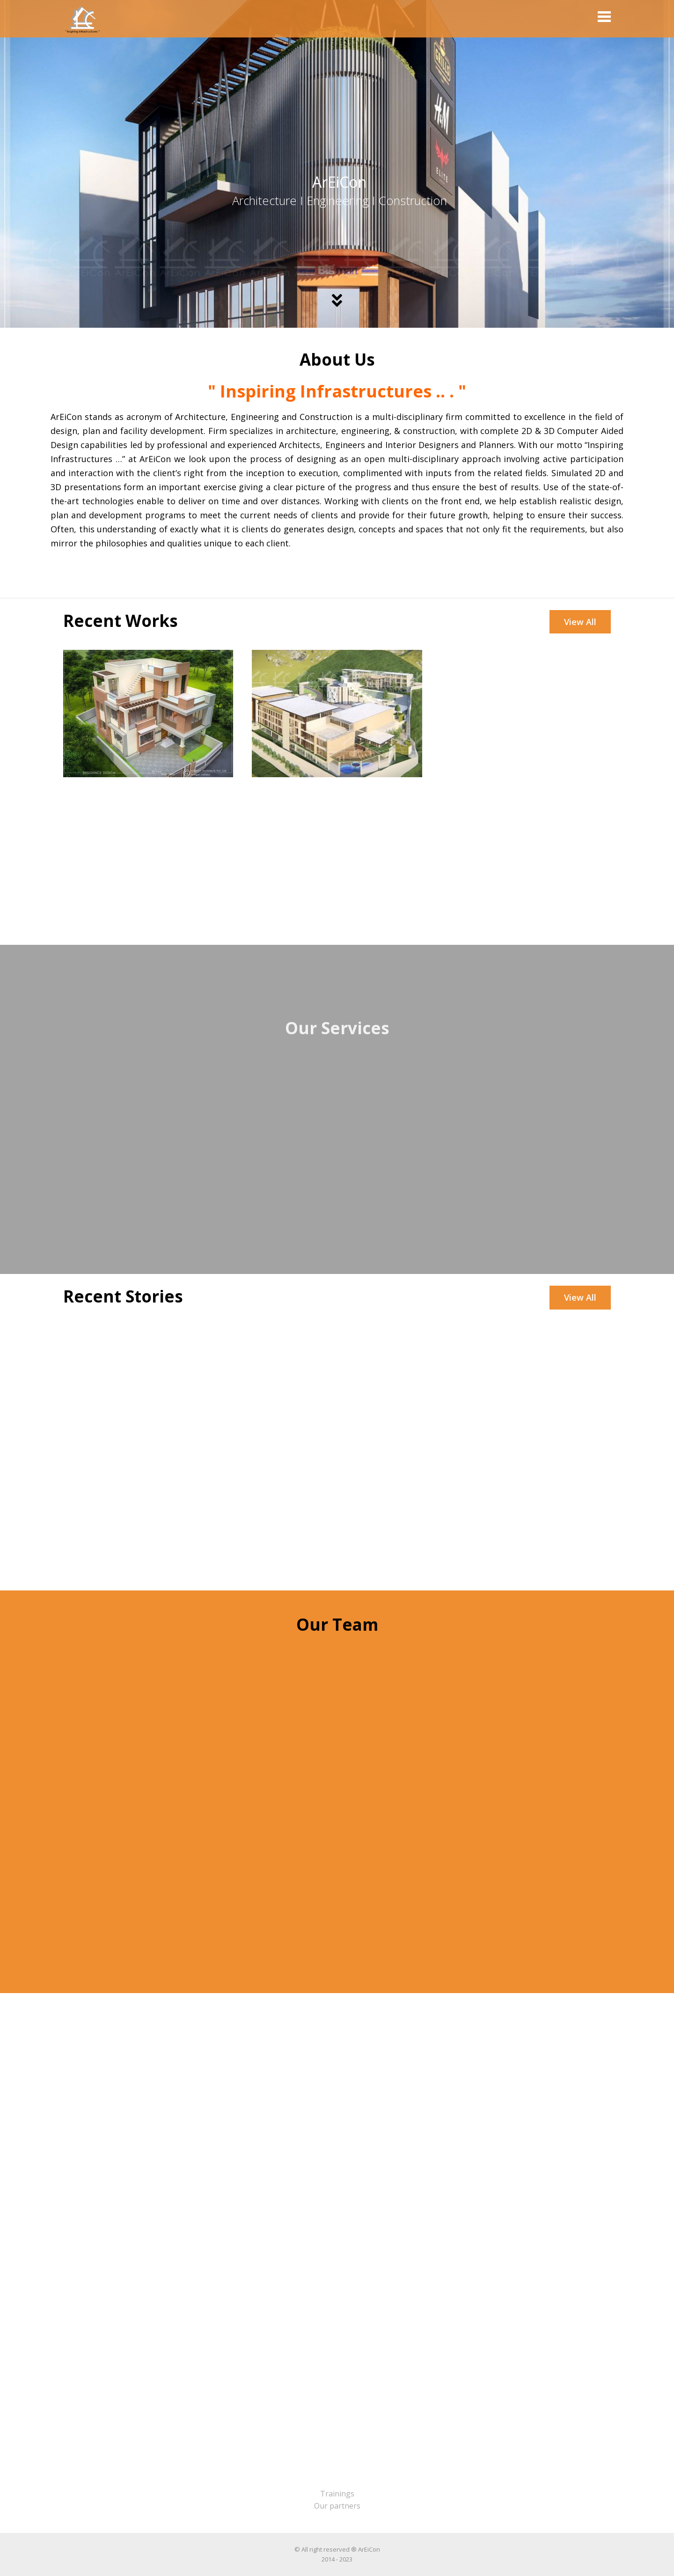 "Inspiring Infrastructures..."
H&M
ELITE
ArEiCon
Architecture I Engineering I Construction
About Us
" Inspiring Infrastructures .. . "
ArEiCon stands as acronym of Architecture, Engineering and Construction is a multi-disciplinary firm committed to excellence in the field of
design, plan and facility development. Firm specializes in architecture, engineering, & construction, with complete 2D & 3D Computer Aided
Design capabilities led by professional and experienced Architects, Engineers and Interior Designers and Planners. With our motto “Inspiring
Infrastructures …” at ArEiCon we look upon the process of designing as an open multi-disciplinary approach involving active participation
and interaction with the client’s right from the inception to execution, complimented with inputs from the related fields. Simulated 2D and
3D presentations form an important exercise giving a clear picture of the progress and thus ensure the best of results. Use of the state-of-
the-art technologies enable to deliver on time and over distances. Working with clients on the front end, we help establish realistic design,
plan and development programs to meet the current needs of clients and provide for their future growth, helping to ensure their success.
Often, this understanding of exactly what it is clients do generates design, concepts and spaces that not only fit the requirements, but also
mirror the philosophies and qualities unique to each client.
Recent Works
View All
Our Services
Recent Stories
View All
Our Team
Trainings
Our partners
© All right reserved ® ArEiCon
2014 - 2023